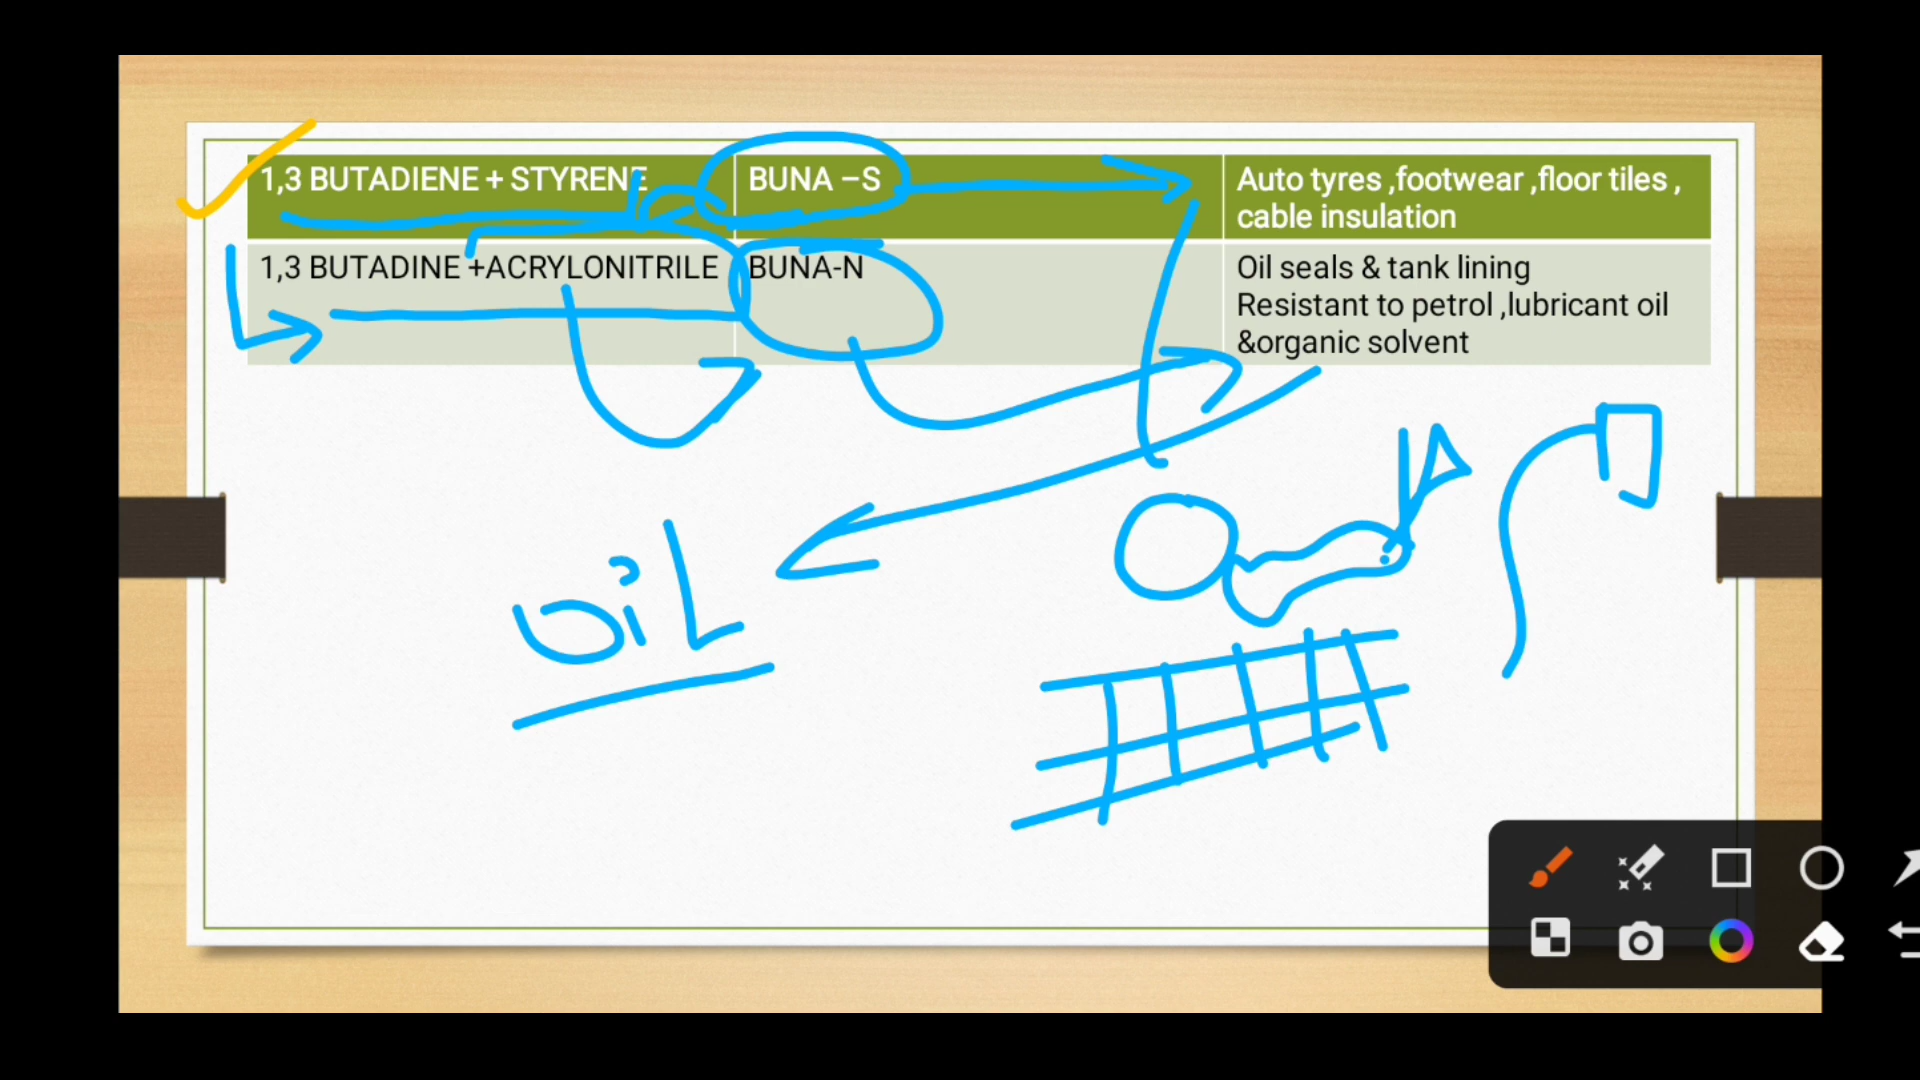 1,3 BUTADIENE + STYRENE
BUNA –S
Auto tyres ,footwear ,floor tiles ,
cable insulation
1,3 BUTADINE +ACRYLONITRILE
BUNA-N
Oil seals & tank lining
Resistant to petrol ,lubricant oil
&organic solvent
oiL